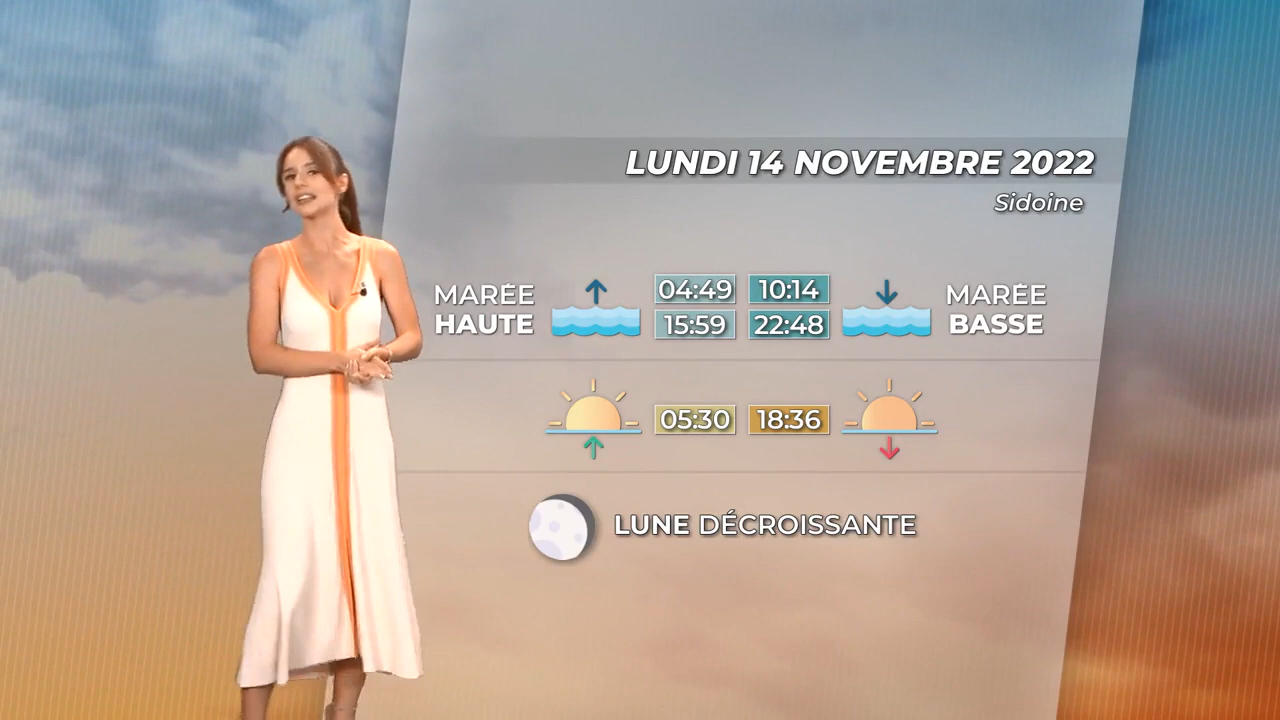 LUNDI 14 NOVEMBRE 2022
Sidoine
MARÉE
HAUTE
04:49 10:14
15:59 22:48
MARÉE
BASSE
05:30 18:36
LUNE DÉCROISSANTE